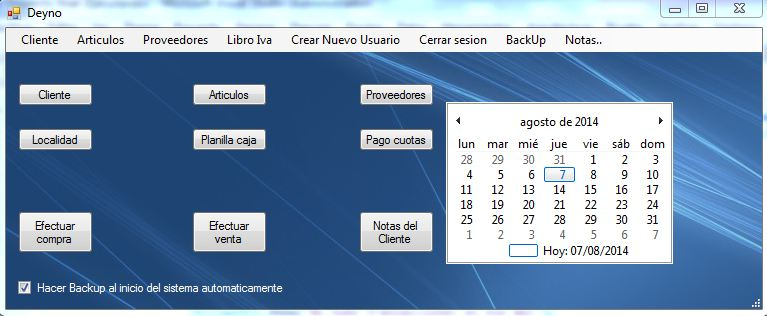 Deyno
Cliente Articulos Proveedores Libro Iva Crear Nuevo Usuario Cerrar sesion BackUp Notas..
Cliente Articulos Proveedores
Localidad Planilla caja Pago cuotas
agosto de 2014
lun mar mié jue vie sáb dom
28 29 30 31 1 2 3
4 5 6 7 8 9 10
11 12 13 14 15 16 17
18 19 20 21 22 23 24
25 26 27 28 29 30 31
1 2 3 4 5 6 7
Hoy: 07/08/2014
Efectuar compra
Efectuar venta
Notas del Cliente
Hacer Backup al inicio del sistema automaticamente